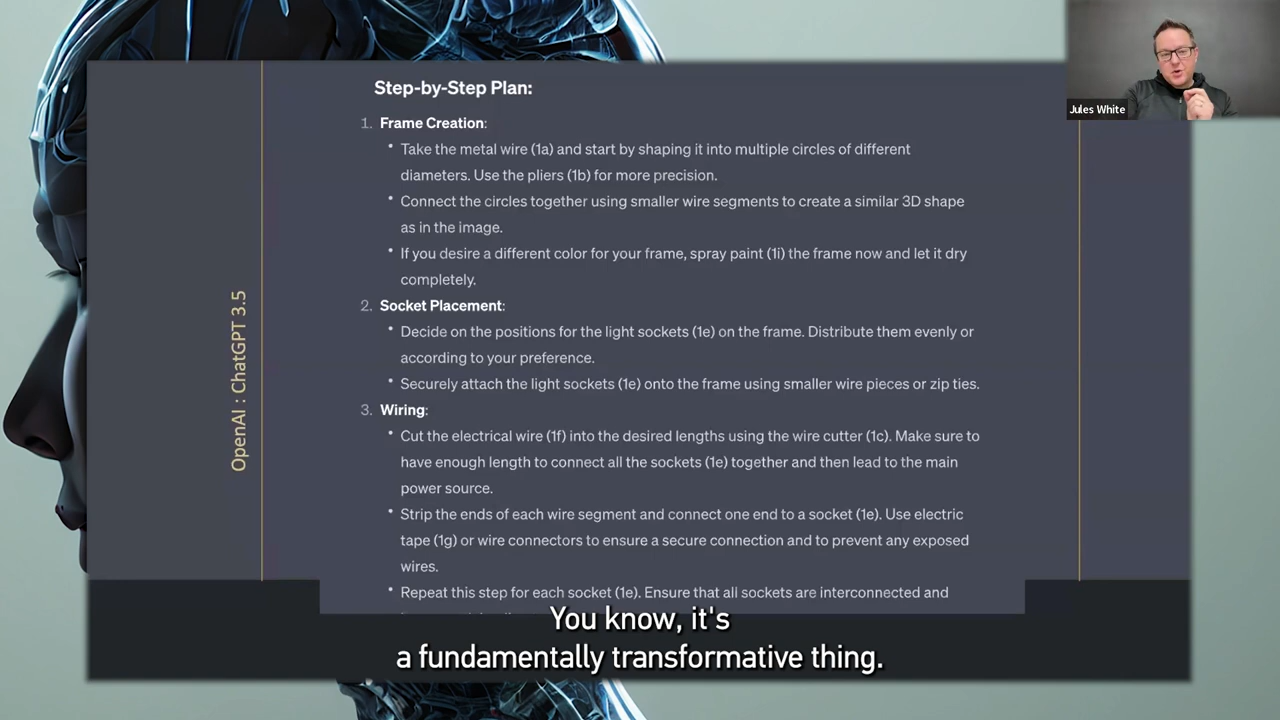 Jules White
OpenAI : ChatGPT 3.5
Step-by-Step Plan:
1. Frame Creation:
• Take the metal wire (1a) and start by shaping it into multiple circles of different
diameters. Use the pliers (1b) for more precision.
• Connect the circles together using smaller wire segments to create a similar 3D shape
as in the image.
• If you desire a different color for your frame, spray paint (1i) the frame now and let it dry
completely.
2. Socket Placement:
• Decide on the positions for the light sockets (1e) on the frame. Distribute them evenly or
according to your preference.
• Securely attach the light sockets (1e) onto the frame using smaller wire pieces or zip ties.
3. Wiring:
• Cut the electrical wire (1f) into the desired lengths using the wire cutter (1c). Make sure to
have enough length to connect all the sockets (1e) together and then lead to the main
power source.
• Strip the ends of each wire segment and connect one end to a socket (1e). Use electric
tape (1g) or wire connectors to ensure a secure connection and to prevent any exposed
wires.
• Repeat this step for each socket (1e). Ensure that all sockets are interconnected and
You know, it's
a fundamentally transformative thing.